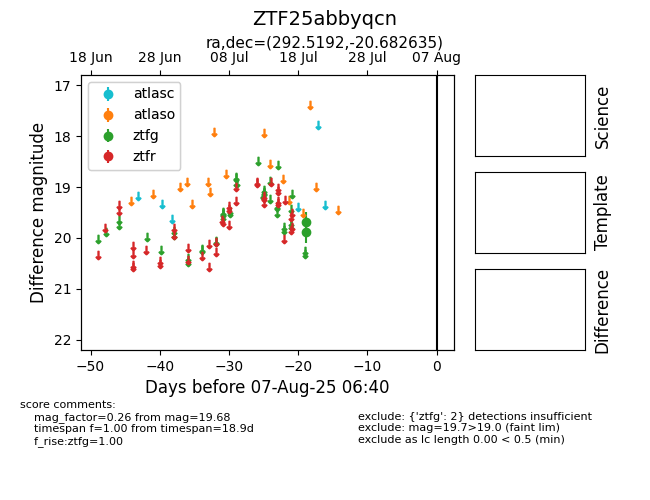 ZTF25abbyqcn
ra,dec=(292.5192,-20.682635)
18 Jun 28 Jun 08 Jul 18 Jul 28 Jul 07 Aug
atlasc
atlaso
ztfg
ztfr
17
18
19
20
21
22
Difference magnitude
−50 −40 −30 −20 −10 0
Days before 07-Aug-25 06:40
Science
Template
Difference
score comments:
mag_factor=0.26 from mag=19.68
timespan f=1.00 from timespan=18.9d
f_rise:ztfg=1.00
exclude: {'ztfg': 2} detections insufficient
exclude: mag=19.7>19.0 (faint lim)
exclude as lc length 0.00 < 0.5 (min)